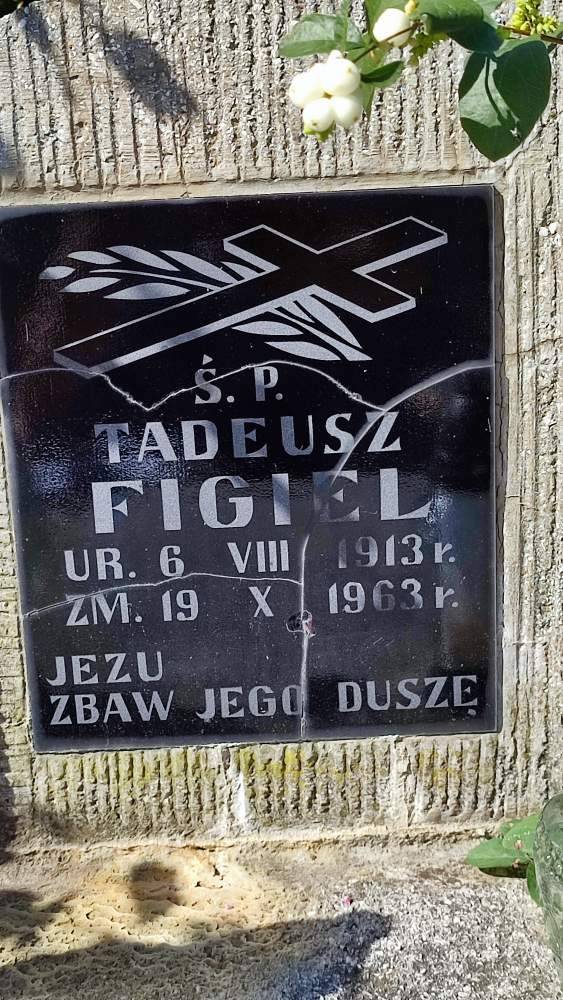 Ś. P.
TADEUSZ
FIGIEL
UR. 6 VIII 1913 r.
ZM. 19 X 1963 r.
JEZU
ZBAW JEGO DUSZĘ